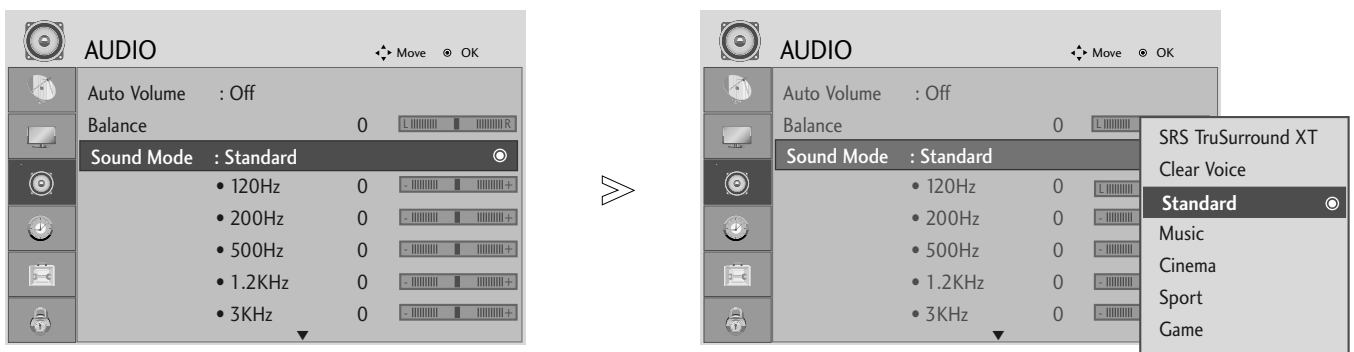 AUDIO
Move OK
Auto Volume : Off
Balance 0 L R
Sound Mode : Standard
• 120Hz 0 - +
• 200Hz 0 - +
• 500Hz 0 - +
• 1.2KHz 0 - +
• 3KHz 0 - +
AUDIO
Move OK
Auto Volume : Off
Balance 0 L
Sound Mode : Standard
• 120Hz 0 L
• 200Hz 0 -
• 500Hz 0 -
• 1.2KHz 0 -
• 3KHz 0 -
SRS TruSurround XT
Clear Voice
Standard
Music
Cinema
Sport
Game